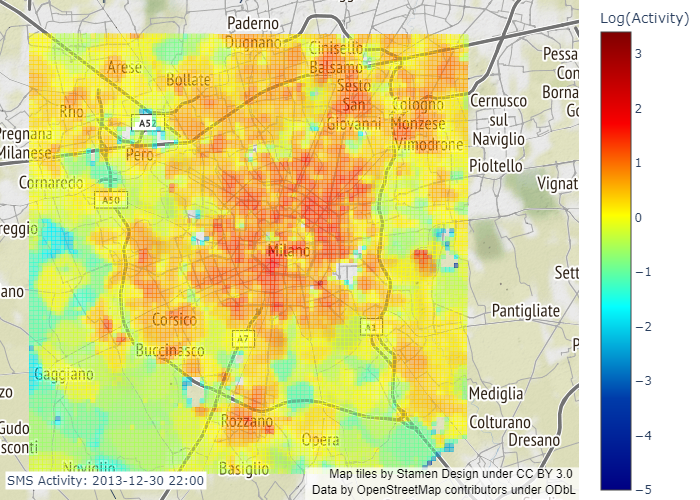 Paderno
Dugnano
Cinisello
Balsamo
Log(Activity)
Arese
Bollate
Sesto
San
Giovanni
Pessa
Con
Borna
Go
Rho
Cologno
Monzese
Cernusco
sul
Naviglio
A52
Pregnana
Milanese
Pero
Vimodrone
Pioltello
Cornaredo
Vignat
A50
reggio
Milano
Sett
ano
Pantigliate
Corsico
A7
A1
P
Buccinasco
Gaggiano
zo
Mediglia
Gudo
sconti
Rozzano
Colturano
Dresano
Opera
Noviglio
Basiglio
SMS Activity: 2013-12-30 22:00
Map tiles by Stamen Design under CC BY 3.0
Data by OpenStreetMap contributors under ODbL
3
2
1
0
−1
−2
−3
−4
−5